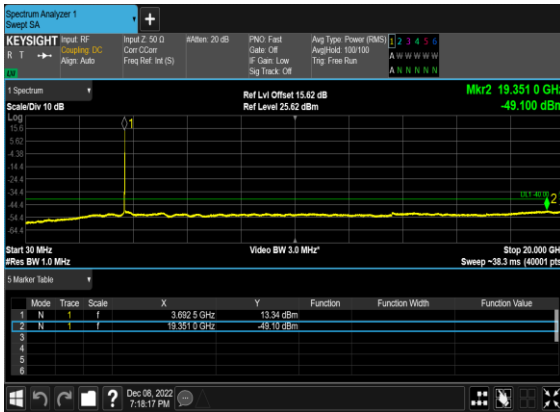 Spectrum Analyzer 1
Swept SA
+
KEYSIGHT
R T
Input: RF
Coupling: DC
Align: Auto
Input Z: 50 Ω
Corr CCorr
Freq Ref: Int (S)
#Atten: 20 dB
PNO: Fast
Gate: Off
IF Gain: Low
Sig Track: Off
Avg Type: Power (RMS)
Avg|Hold: 100/100
Trig: Free Run
1 2 3 4 5 6
A W W W W W
A N N N N N
1 Spectrum
Scale/Div 10 dB
Ref Lvl Offset 15.62 dB
Ref Level 25.62 dBm
Mkr2 19.351 0 GHz
-49.100 dBm
Log
15.6
5.62
-4.38
-14.4
-24.4
-34.4
-44.4
-54.4
-64.4
1
2
Start 30 MHz
#Res BW 1.0 MHz
Video BW 3.0 MHz*
Stop 20.000 GHz
Sweep ~38.3 ms (40001 pts)
5 Marker Table
Mode Trace Scale X Y Function Function Width Function Value
1 N 1 f 3.692 5 GHz 13.34 dBm
2 N 1 f 19.351 0 GHz -49.10 dBm
3
4
5
6
?
Dec 08, 2022
7:18:17 PM